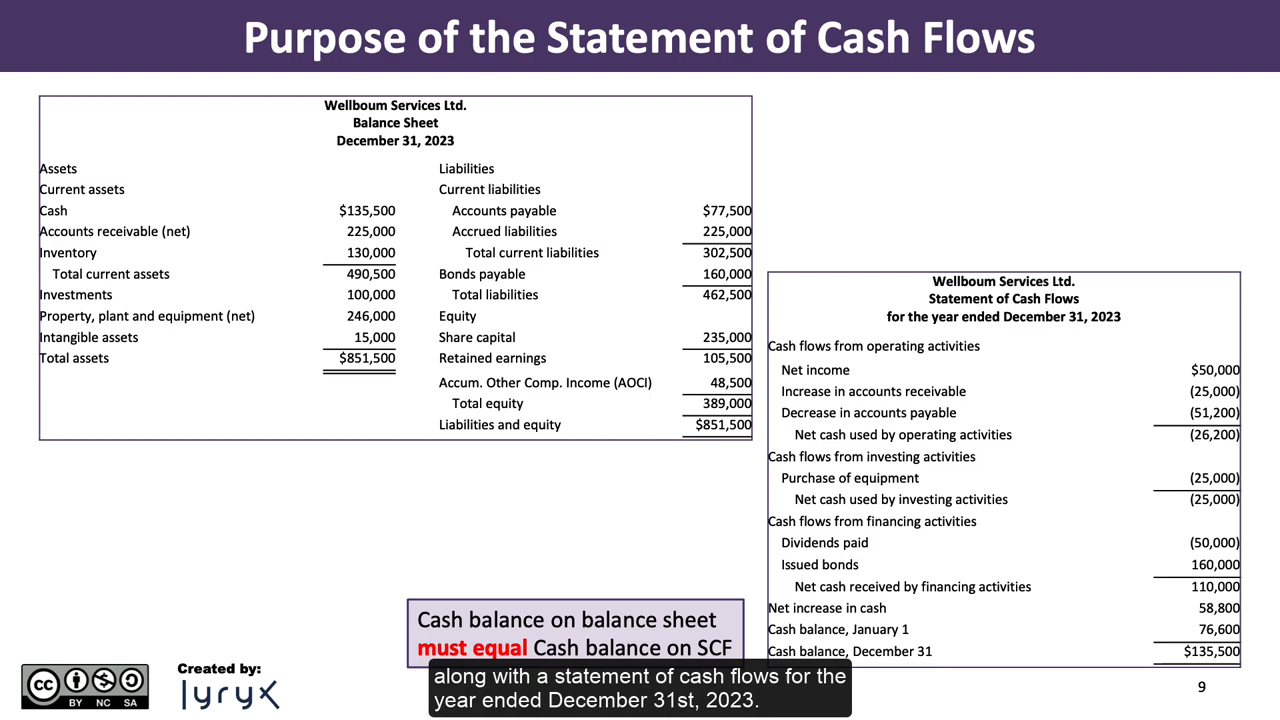 Purpose of the Statement of Cash Flows
Wellboum Services Ltd.
Balance Sheet
December 31, 2023
Assets
Current assets
Cash $135,500
Accounts receivable (net) 225,000
Inventory 130,000
Total current assets 490,500
Investments 100,000
Property, plant and equipment (net) 246,000
Intangible assets 15,000
Total assets $851,500
Liabilities
Current liabilities
Accounts payable $77,500
Accrued liabilities 225,000
Total current liabilities 302,500
Bonds payable 160,000
Total liabilities 462,500
Equity
Share capital 235,000
Retained earnings 105,500
Accum. Other Comp. Income (AOCI) 48,500
Total equity 389,000
Liabilities and equity $851,500
Wellboum Services Ltd.
Statement of Cash Flows
for the year ended December 31, 2023
Cash flows from operating activities
Net income $50,000
Increase in accounts receivable (25,000)
Decrease in accounts payable (51,200)
Net cash used by operating activities (26,200)
Cash flows from investing activities
Purchase of equipment (25,000)
Net cash used by investing activities (25,000)
Cash flows from financing activities
Dividends paid (50,000)
Issued bonds 160,000
Net cash received by financing activities 110,000
Net increase in cash 58,800
Cash balance, January 1 76,600
Cash balance, December 31 $135,500
Cash balance on balance sheet
must equal Cash balance on SCF
along with a statement of cash flows for the
year ended December 31st, 2023.
cc
BY NC SA
Created by:
lyryx
9